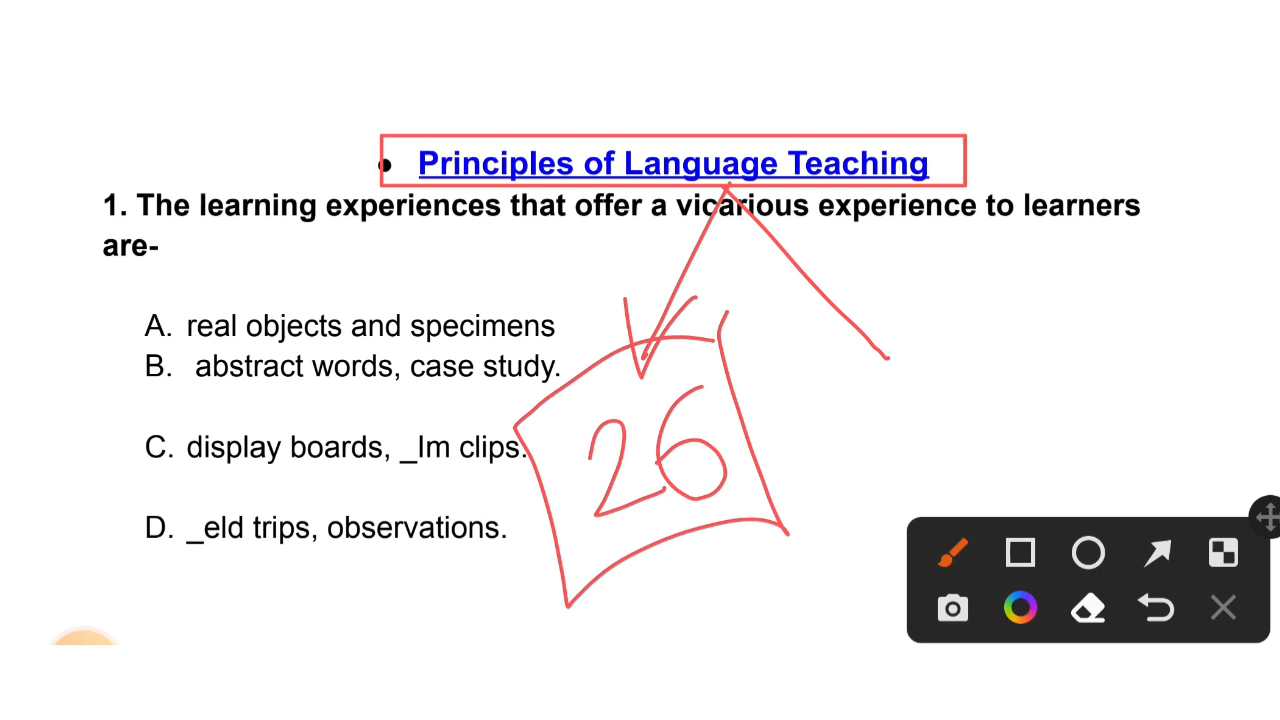 • Principles of Language Teaching
1. The learning experiences that offer a vicarious experience to learners
are-
A. real objects and specimens
B. abstract words, case study.
C. display boards, _lm clips.
D. _eld trips, observations.
26